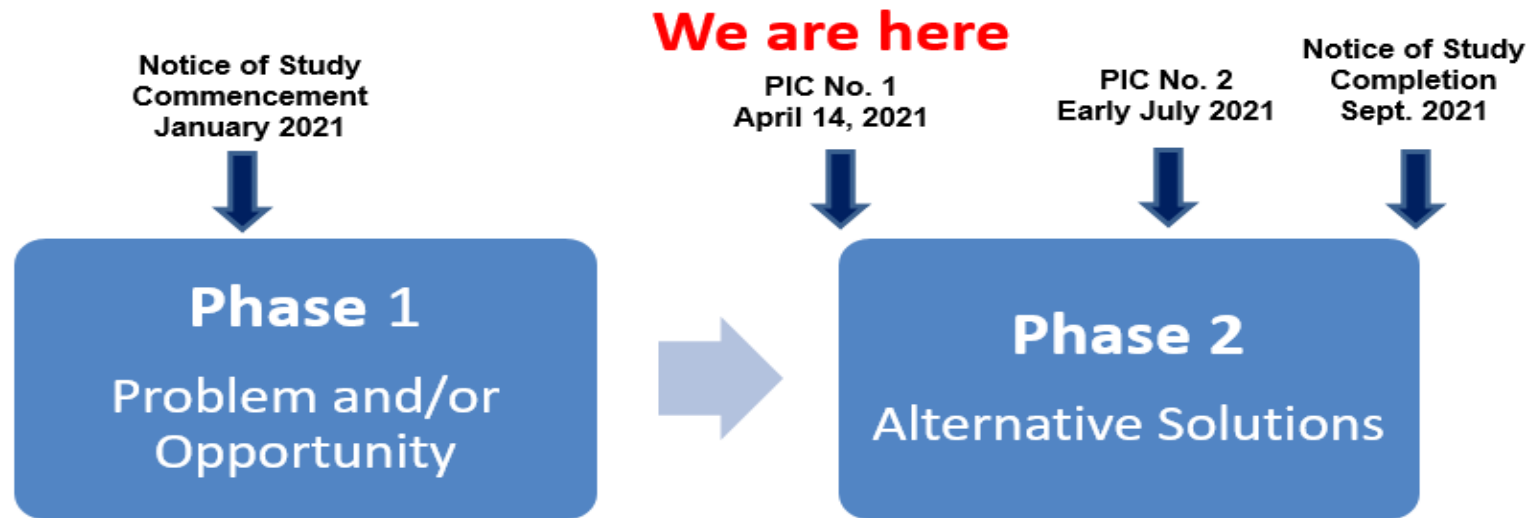 We are here
Notice of Study
Commencement
January 2021
PIC No. 1
April 14, 2021
PIC No. 2
Early July 2021
Notice of Study
Completion
Sept. 2021
Phase 1
Problem and/or
Opportunity
Phase 2
Alternative Solutions